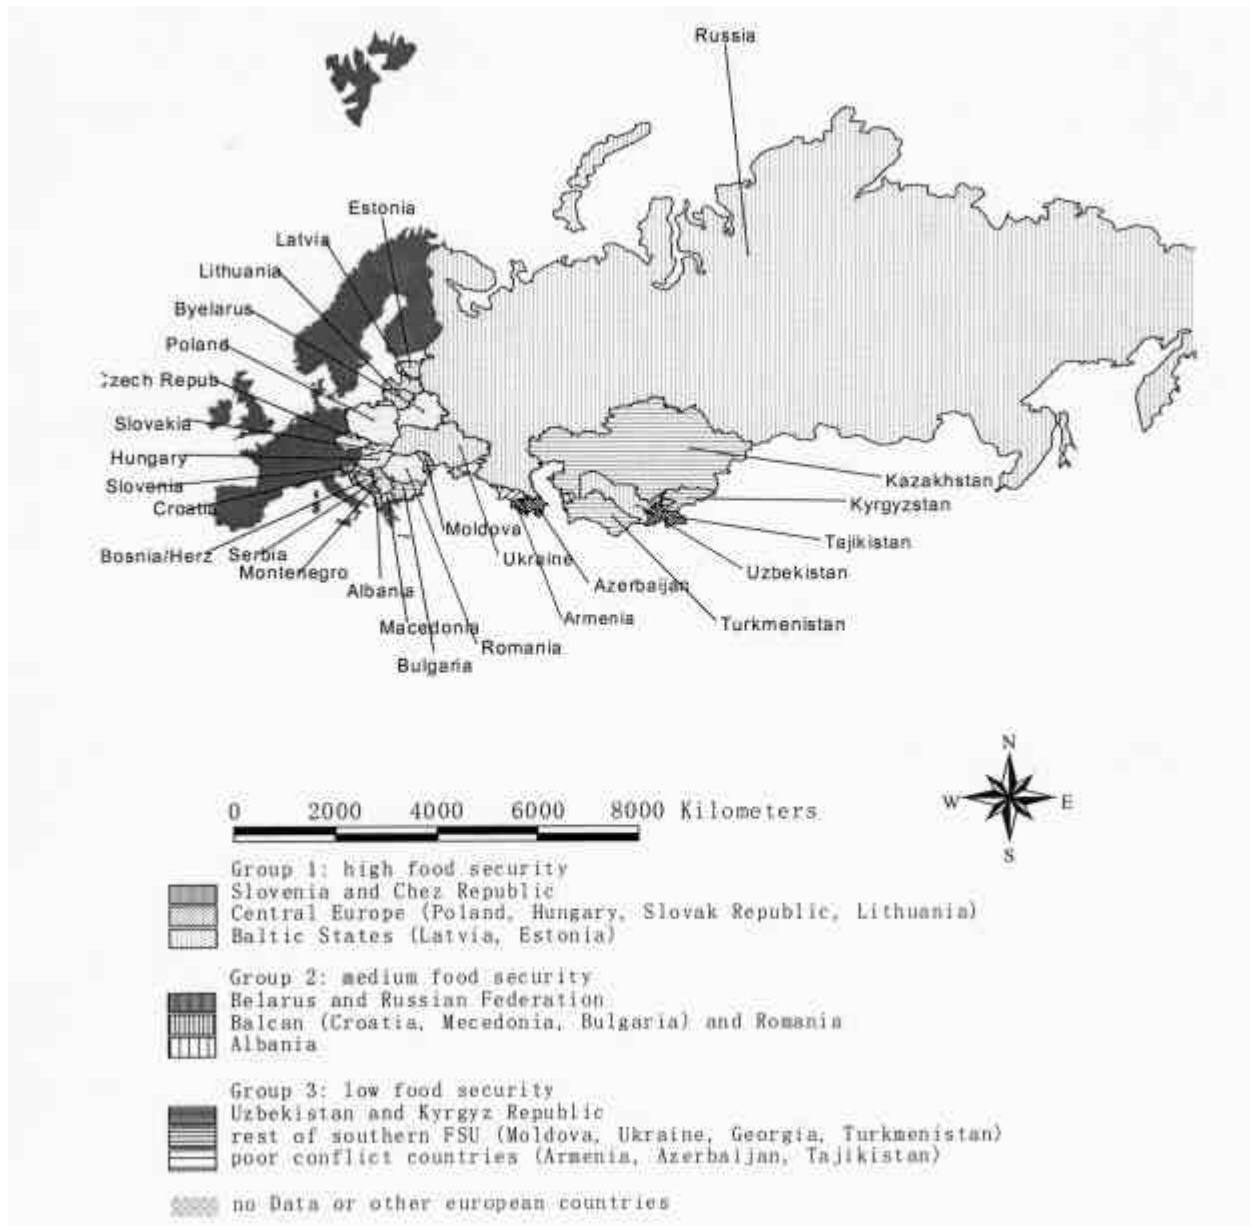 Russia
Estonia
Latvia
Lithuania
Byelarus
Poland
Czech Repub
Slovakia
Hungary
Slovenia
Croatia
Bosnia/Herz
Serbia
Montenegro
Albania
Macedonia
Bulgaria
Romania
Moldova
Ukraine
Armenia
Azerbaijan
Turkmenistan
Uzbekistan
Tajikistan
Kyrgyzstan
Kazakhstan
N
W E
S
0 2000 4000 6000 8000 Kilometers
Group 1: high food security
Slovenia and Chez Republic
Central Europe (Poland, Hungary, Slovak Republic, Lithuania)
Baltic States (Latvia, Estonia)
Group 2: medium food security
Belarus and Russian Federation
Balcan (Croatia, Mecedonia, Bulgaria) and Romania
Albania
Group 3: low food security
Uzbekistan and Kyrgyz Republic
rest of southern FSU (Moldova, Ukraine, Georgia, Turkmenistan)
poor conflict countries (Armenia, Azerbaijan, Tajikistan)
no Data or other european countries